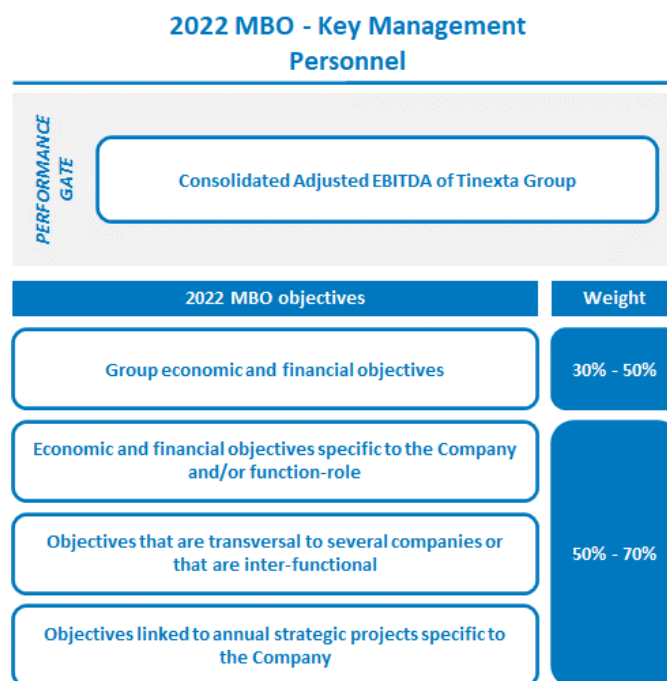 2022 MBO - Key Management
Personnel
PERFORMANCE
GATE
Consolidated Adjusted EBITDA of Tinexta Group
2022 MBO objectives
Weight
Group economic and financial objectives
30% - 50%
Economic and financial objectives specific to the Company
and/or function-role
Objectives that are transversal to several companies or
that are inter-functional
50% - 70%
Objectives linked to annual strategic projects specific to
the Company